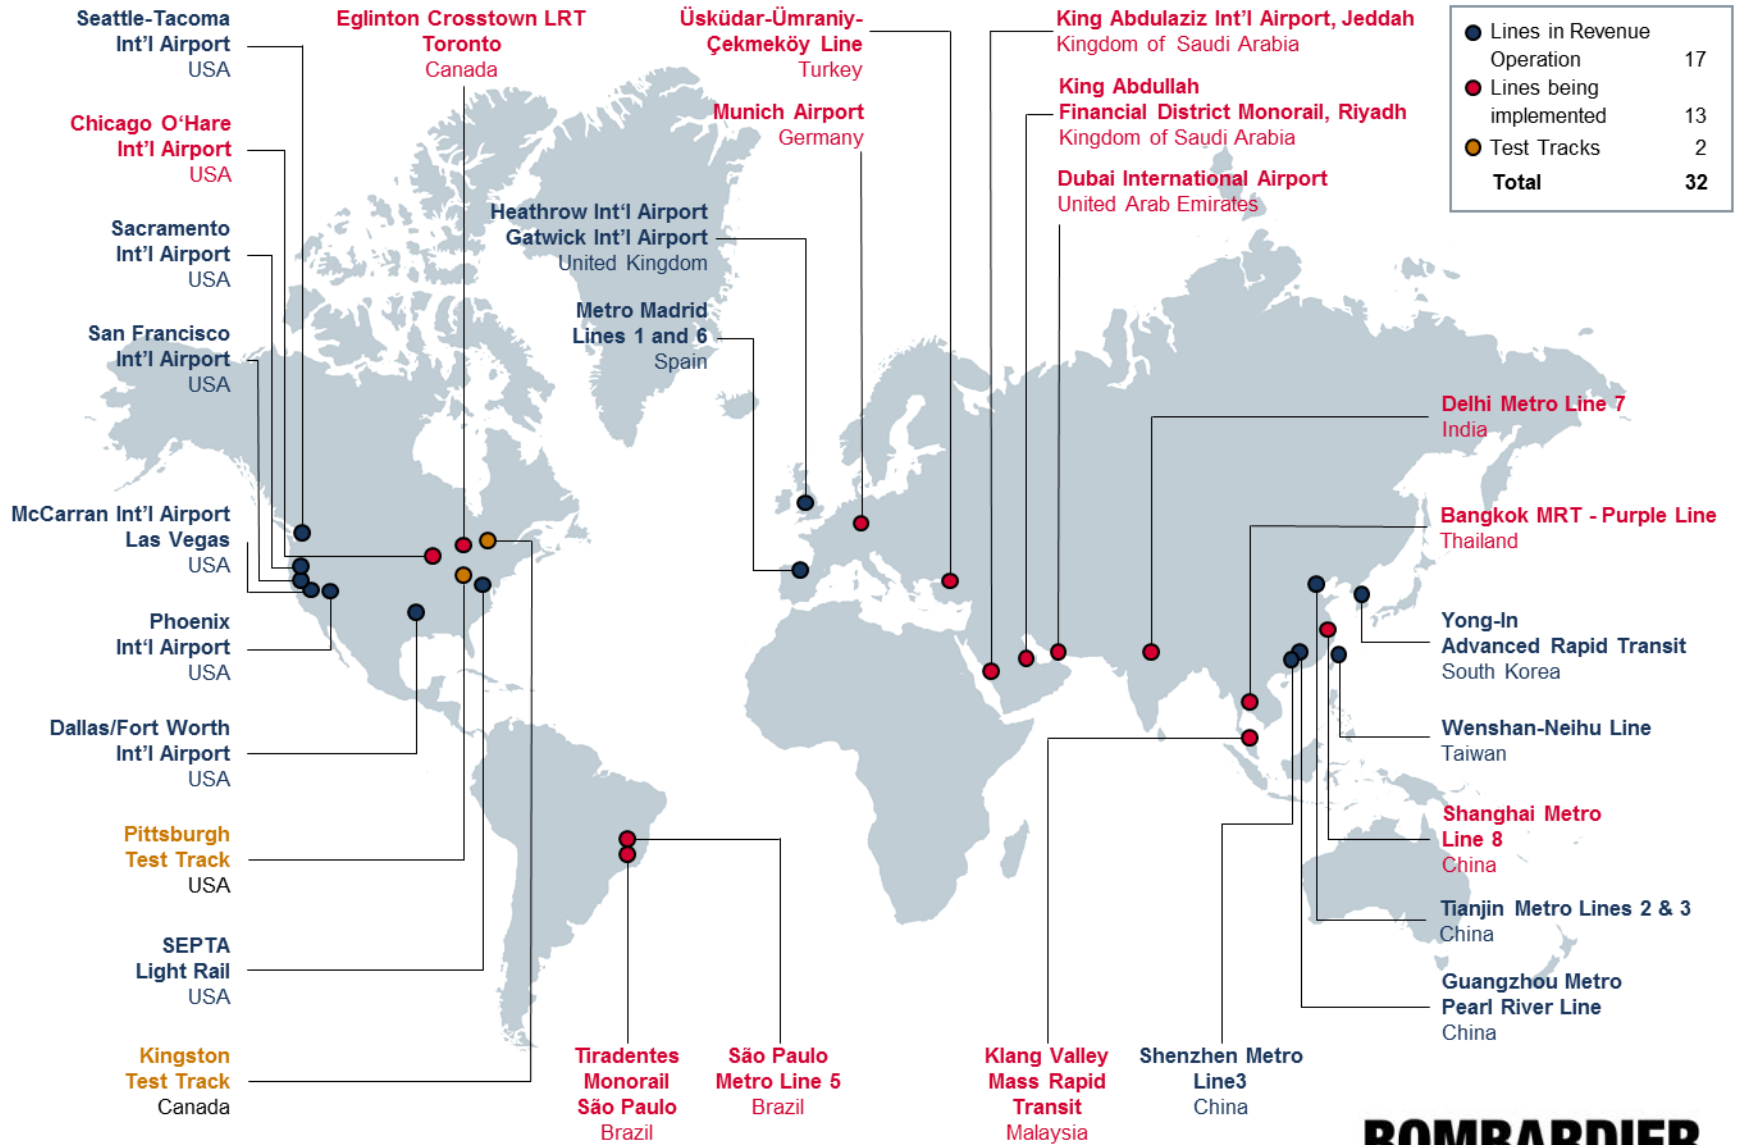 Seattle-Tacoma
Int'l Airport
USA
Chicago O‘Hare
Int'l Airport
USA
Sacramento
Int'l Airport
USA
San Francisco
Int'l Airport
USA
McCarran Int'l Airport
Las Vegas
USA
Phoenix
Int‘l Airport
USA
Dallas/Fort Worth
Int'l Airport
USA
Pittsburgh
Test Track
USA
SEPTA
Light Rail
USA
Kingston
Test Track
Canada
Eglinton Crosstown LRT
Toronto
Canada
Heathrow Int‘l Airport
Gatwick Int'l Airport
United Kingdom
Metro Madrid
Lines 1 and 6
Spain
Üsküdar-Ümraniy-
Çekmeköy Line
Turkey
Munich Airport
Germany
King Abdulaziz Int'l Airport, Jeddah
Kingdom of Saudi Arabia
King Abdullah
Financial District Monorail, Riyadh
Kingdom of Saudi Arabia
Dubai International Airport
United Arab Emirates
Lines in Revenue
Operation 17
Lines being
implemented 13
Test Tracks 2
Total 32
Delhi Metro Line 7
India
Bangkok MRT - Purple Line
Thailand
Yong-In
Advanced Rapid Transit
South Korea
Wenshan-Neihu Line
Taiwan
Shanghai Metro
Line 8
China
Tianjin Metro Lines 2 & 3
China
Guangzhou Metro
Pearl River Line
China
Tiradentes
Monorail
São Paulo
Brazil
São Paulo
Metro Line 5
Brazil
Klang Valley
Mass Rapid
Transit
Malaysia
Shenzhen Metro
Line3
China
BOMBARDIER